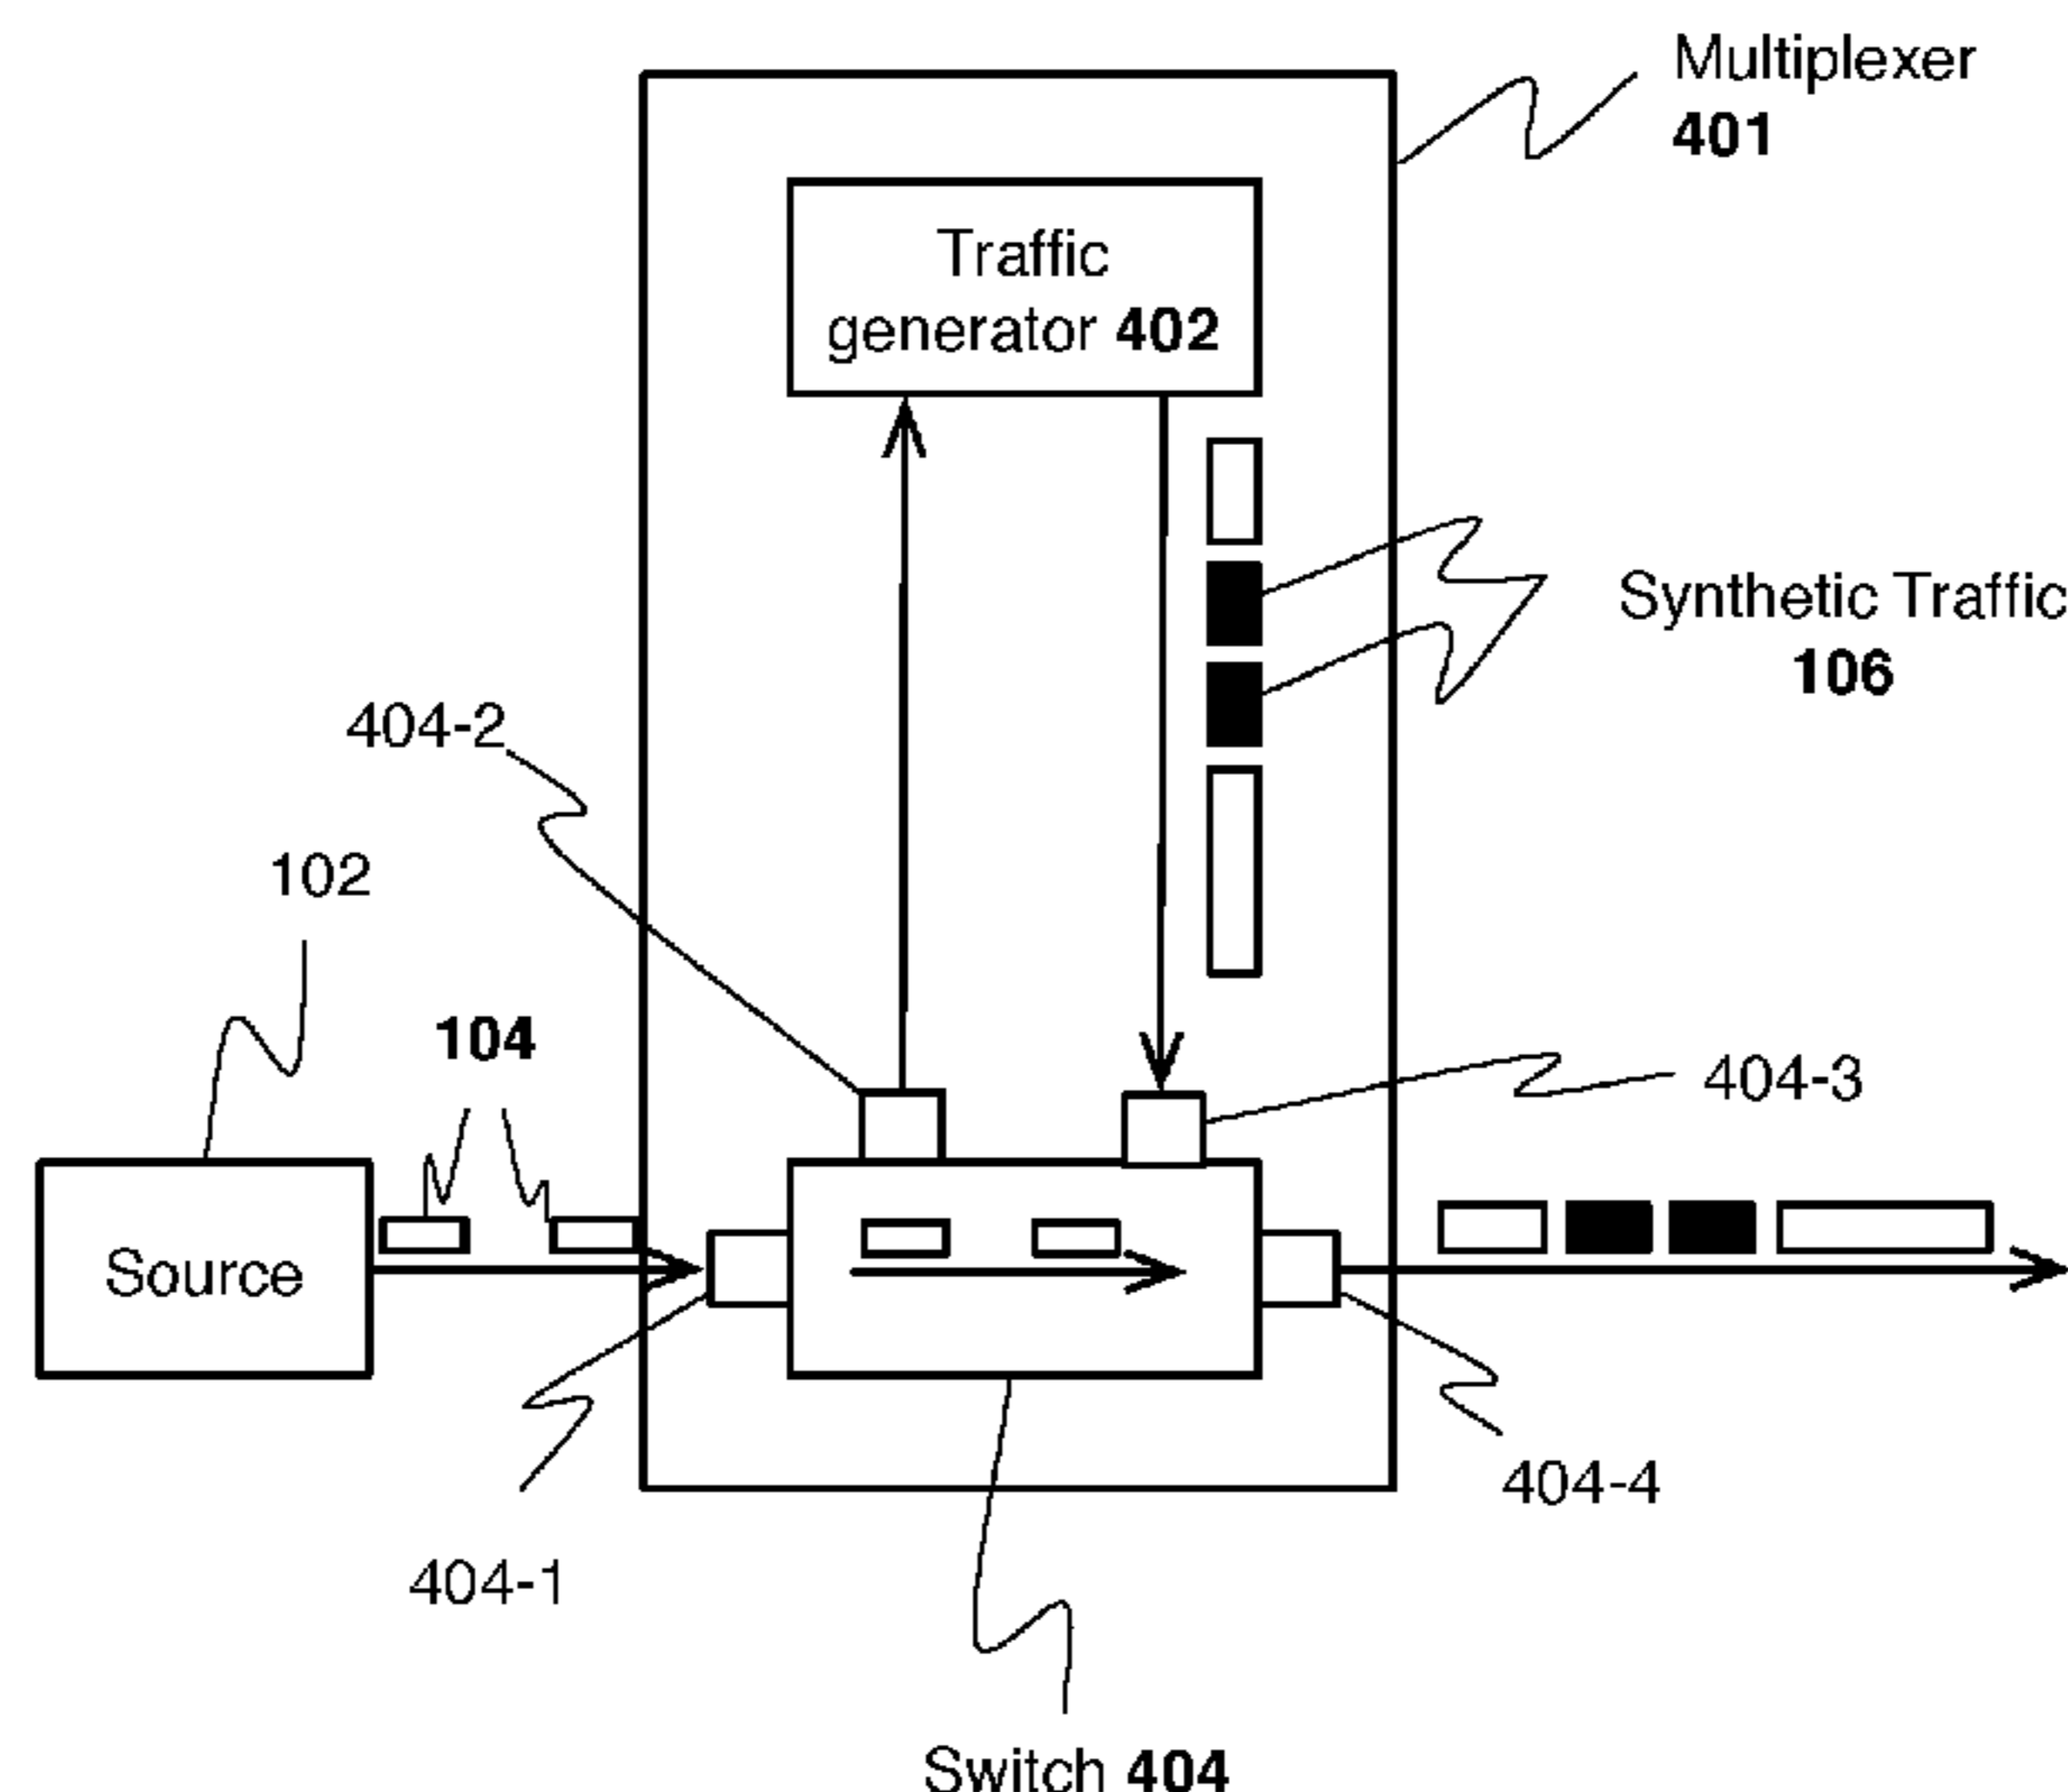 Multiplexer
401
Traffic
generator 402
Synthetic Traffic
106
404-2
102
104
404-3
Source
404-4
404-1
Switch 404